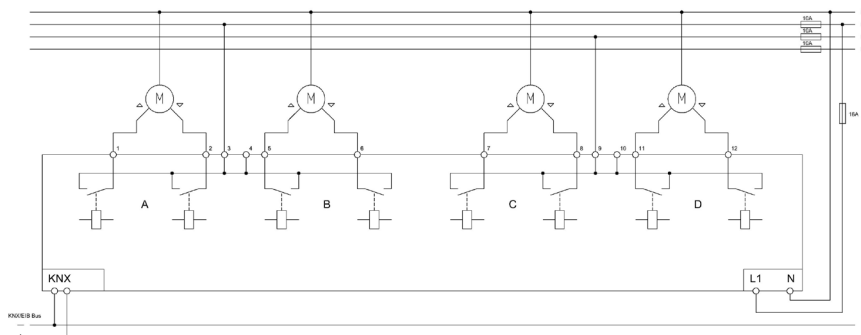 10A
10A
10A
16A
M M M M
1 2 3 4 5 6 7 8 9 10 11 12
A B C D
KNX L1 N
KNX/EIB Bus